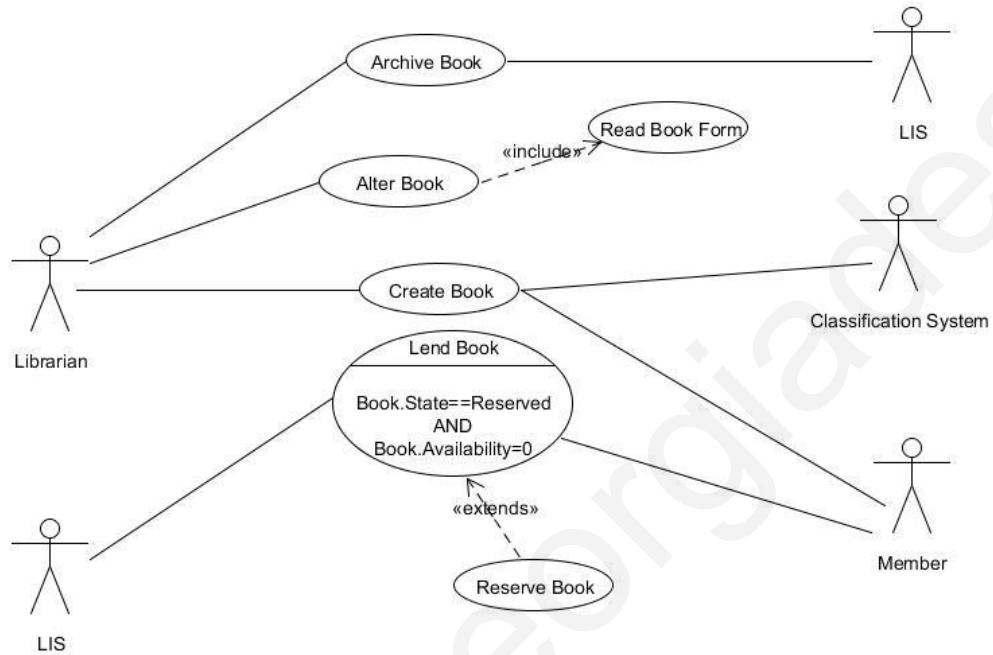 Archive Book
LIS
Read Book Form
«include»
Alter Book
Librarian
Create Book
Classification System
Lend Book
Book.State==Reserved
AND
Book.Availability=0
«extends»
Member
Reserve Book
LIS